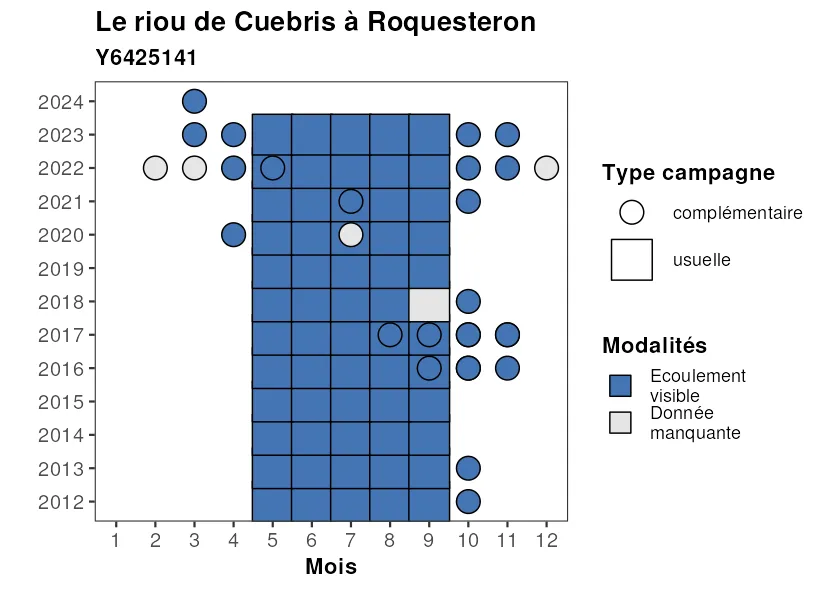 Le riou de Cuebris à Roquesteron
Y6425141
2024
2023
2022
2021
2020
2019
2018
2017
2016
2015
2014
2013
2012
1 2 3 4 5 6 7 8 9 10 11 12
Mois
Type campagne
complémentaire
usuelle
Modalités
Ecoulement
visible
Donnée
manquante